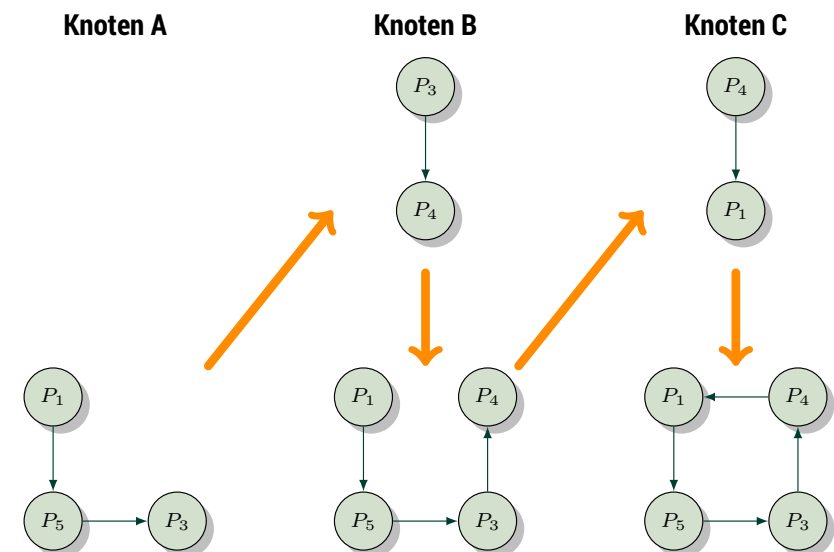 Knoten A Knoten B Knoten C
P₃ P₄
P₄ P₁
P₁ P₁ P₄ P₁ P₄
P₅ P₃ P₅ P₃ P₅ P₃